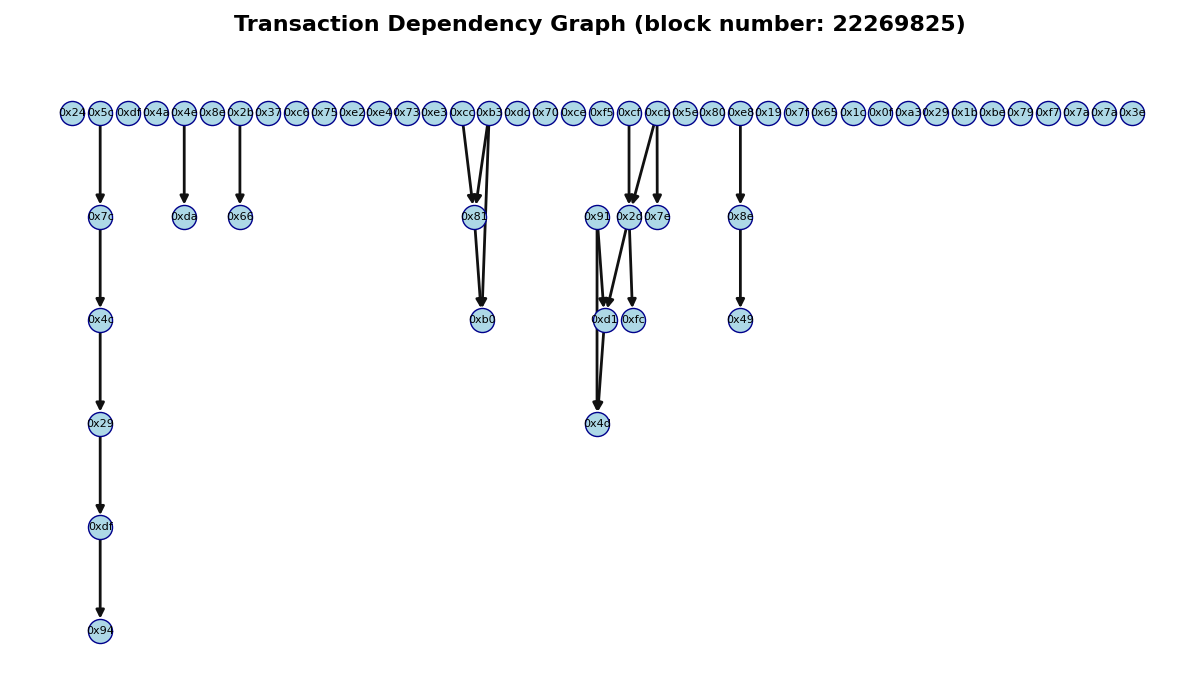 Transaction Dependency Graph (block number: 22269825)
0x24 0x5c 0xdf 0x4a 0x4e 0x8e 0x2b 0x37 0xc6 0x75 0xe2 0xe4 0x73 0xe3 0xcc 0xb3 0xdc 0x70 0xce 0xf5 0xcf 0xcb 0x5e 0x80 0xe8 0x19 0x7f 0x65 0x1c 0x0f 0xa3 0x29 0x1b 0xbe 0x79 0xf7 0x7a 0x7a 0x3e
0x7c 0xda 0x66 0x81 0x91 0x2c 0x7e 0x8e
0x4c 0xb0 0xd1 0xfc 0x49
0x29 0x4d
0xdf
0x94